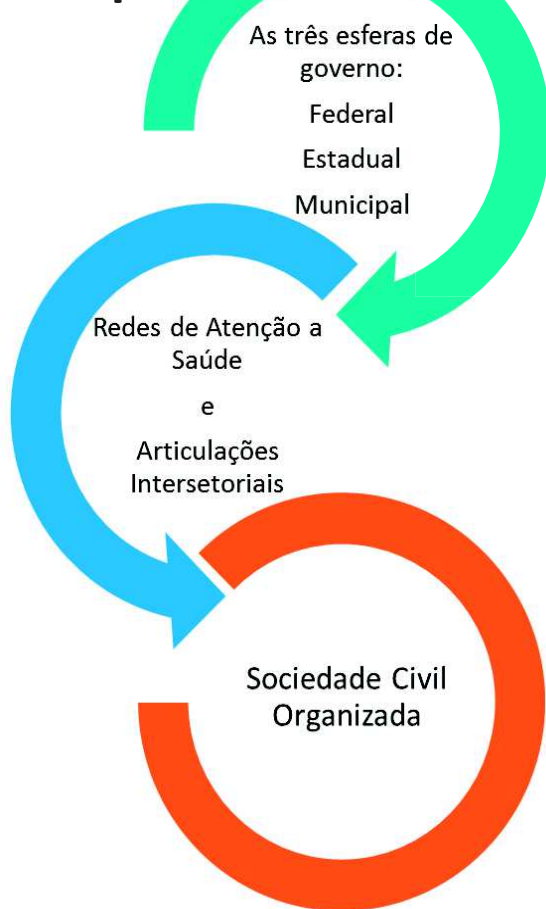 As três esferas de
governo:
Federal
Estadual
Municipal
Redes de Atenção a
Saúde
e
Articulações
Intersetoriais
Sociedade Civil
Organizada